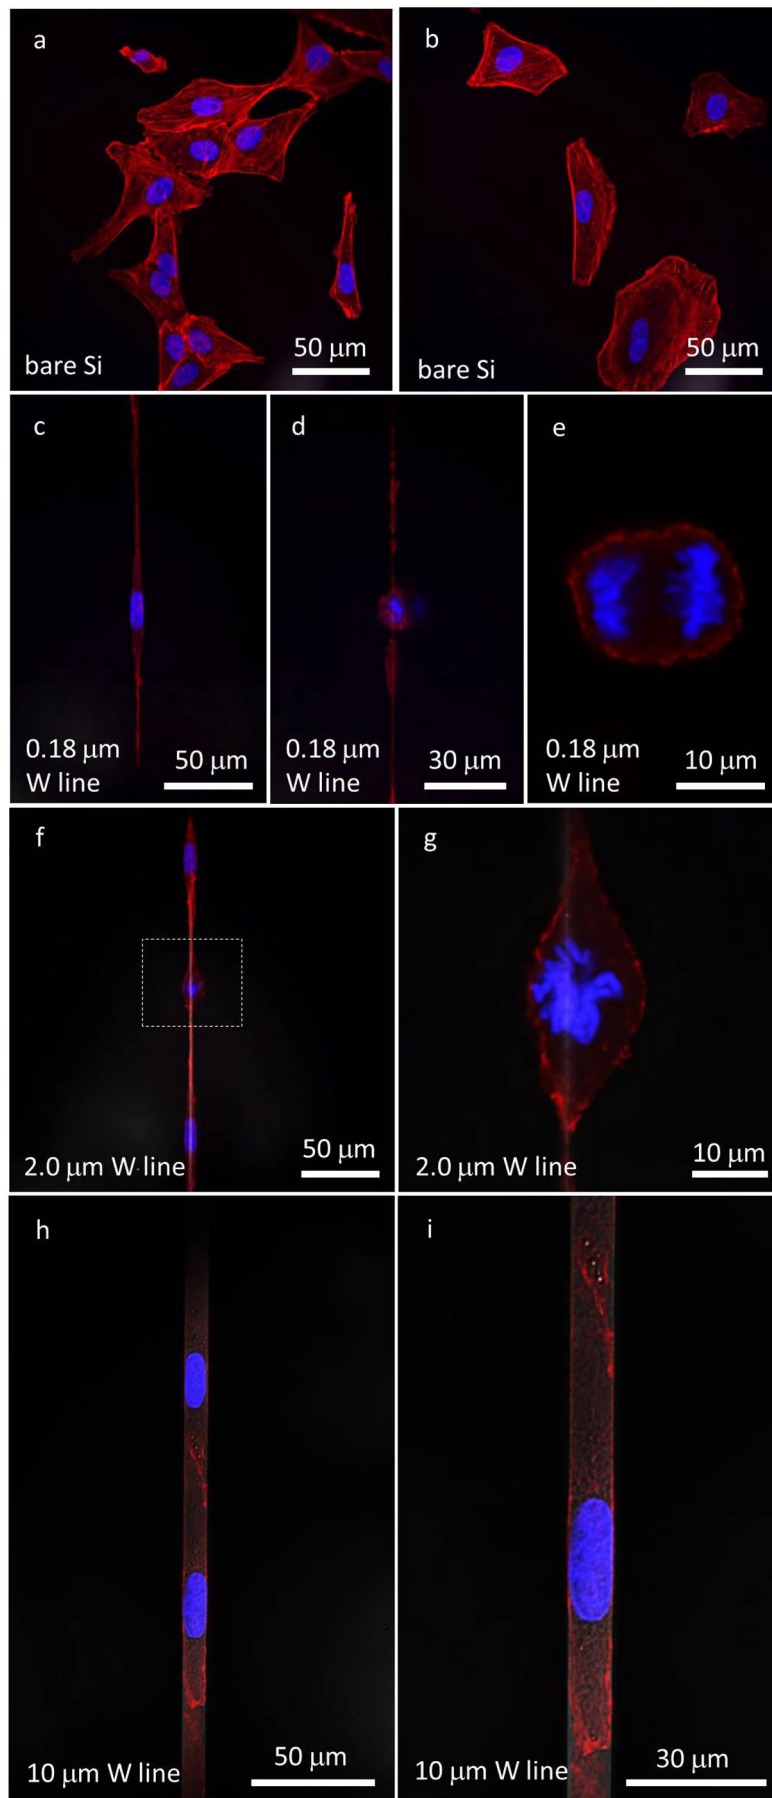 a
50 μm
bare Si
b
50 μm
bare Si
c
0.18 μm
W line
50 μm
d
0.18 μm
W line
30 μm
e
0.18 μm
W line
10 μm
f
50 μm
2.0 μm W line
g
10 μm
2.0 μm W line
h
50 μm
10 μm W line
i
30 μm
10 μm W line